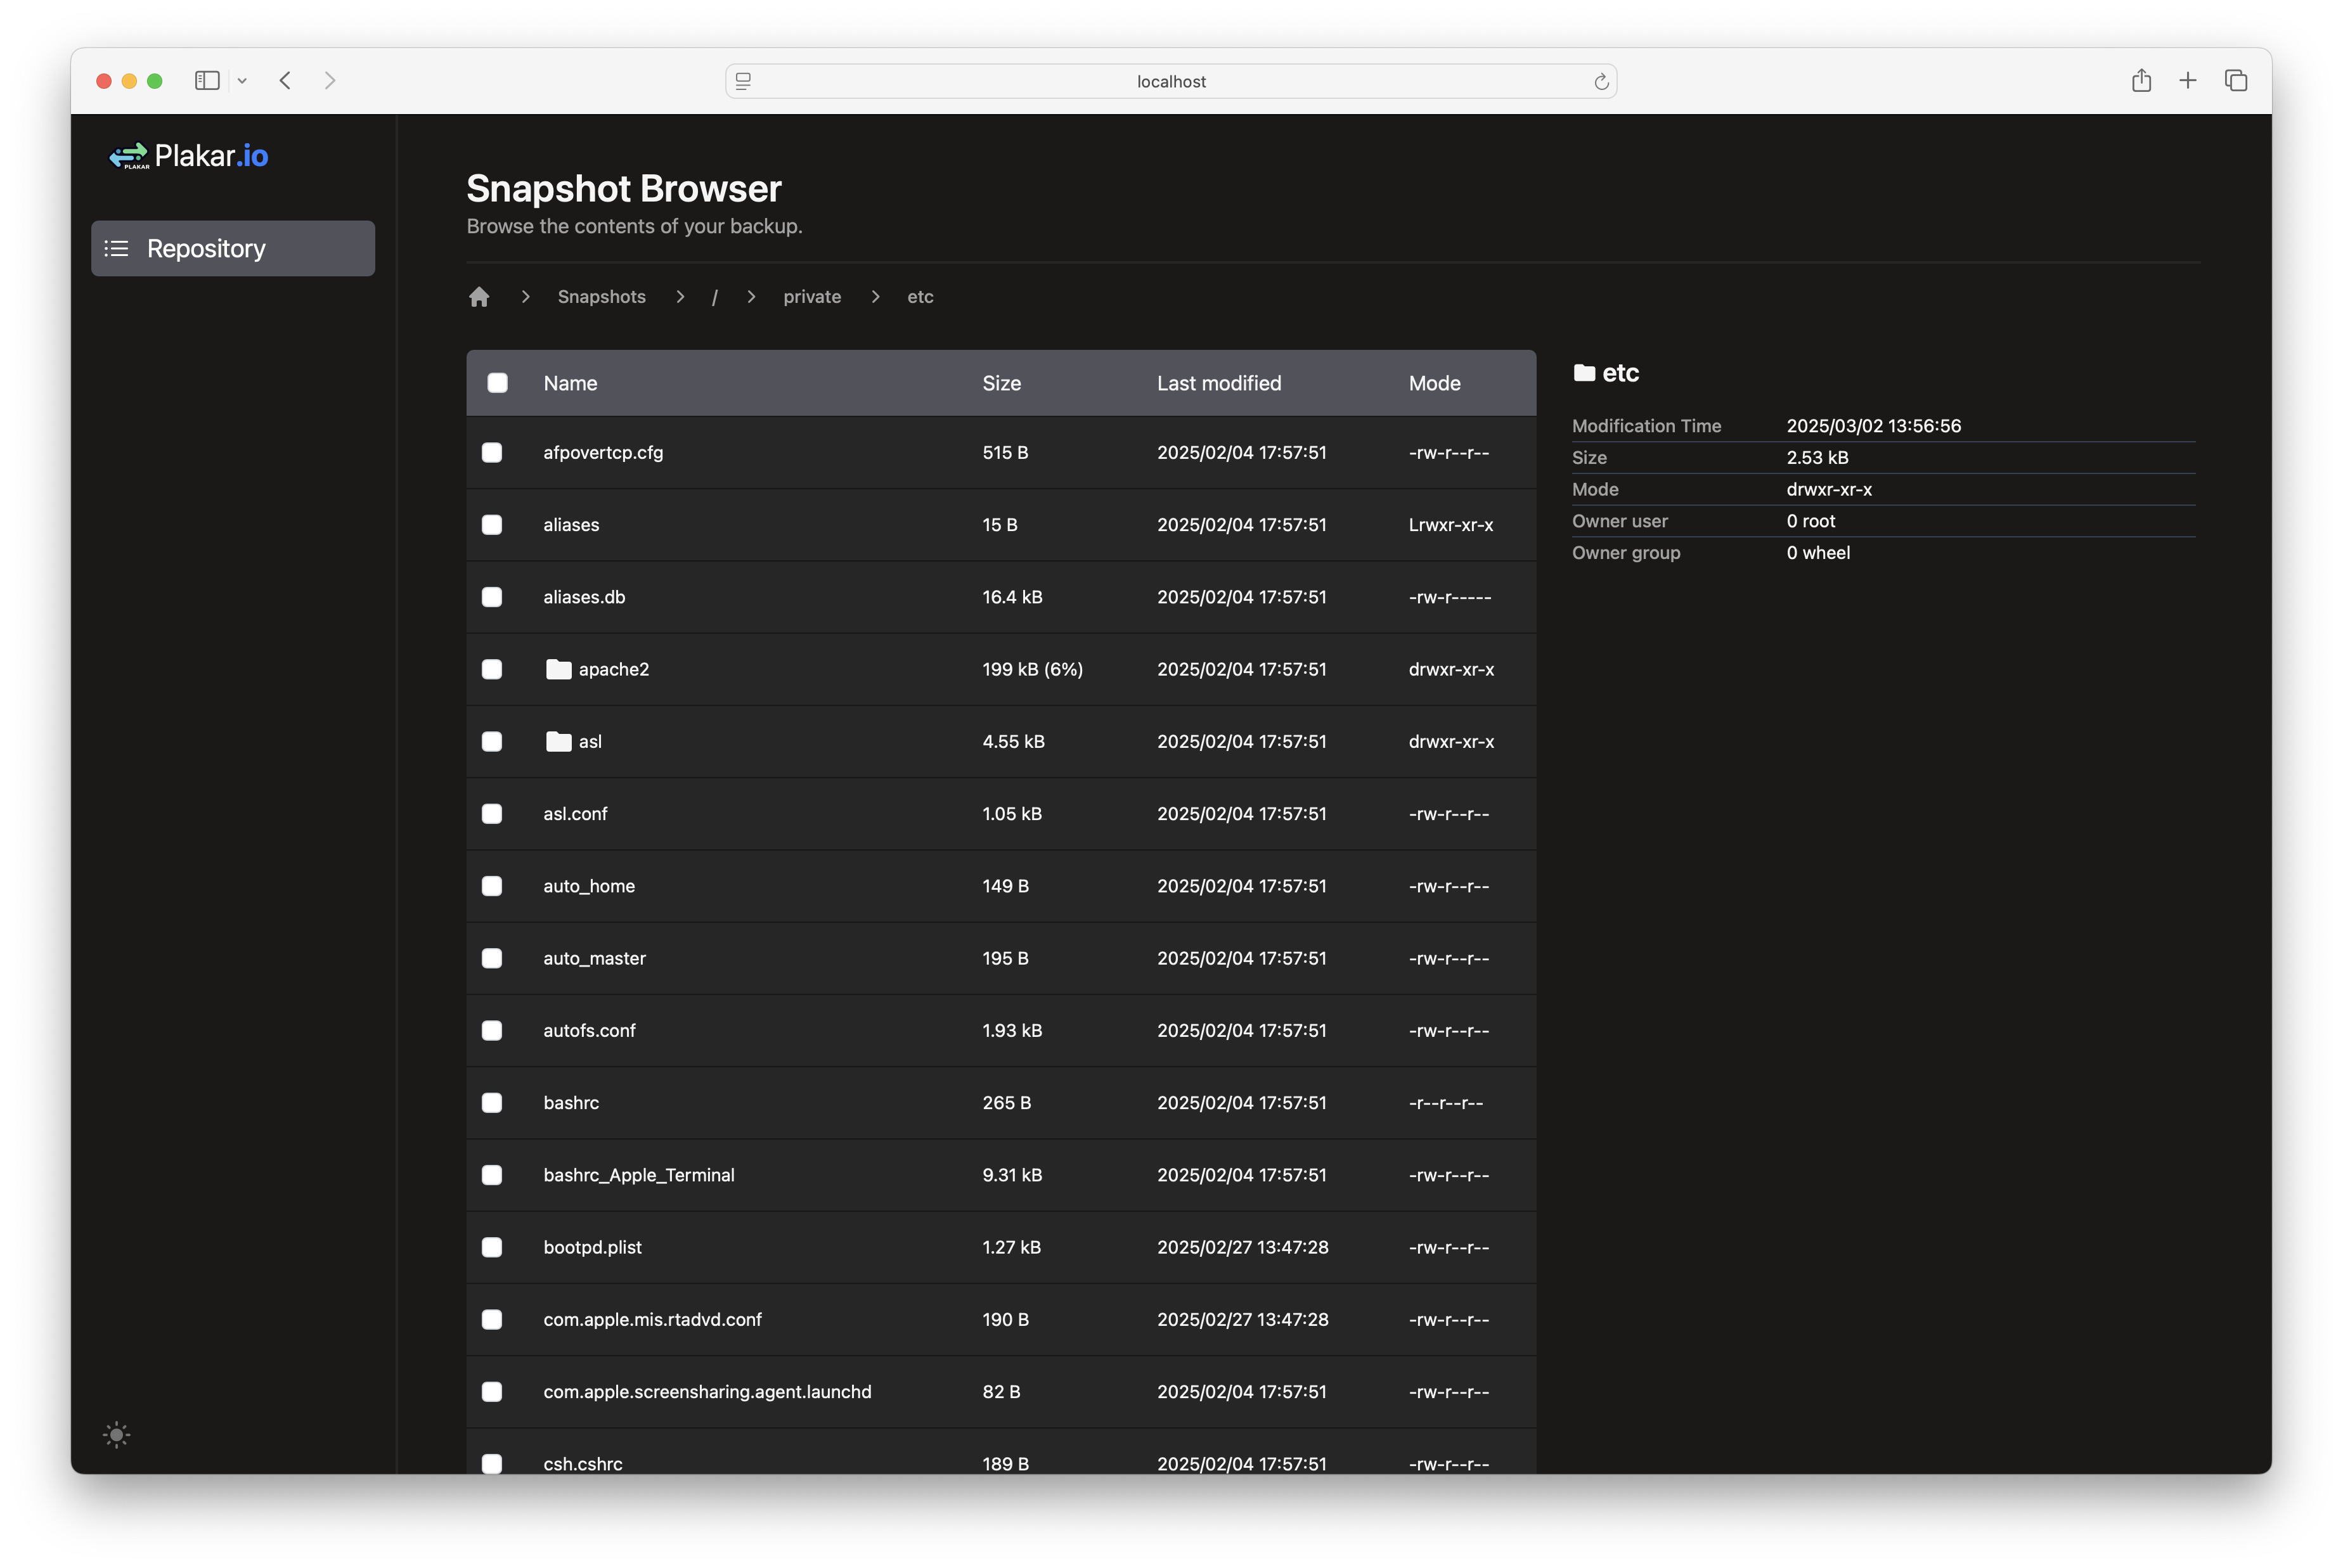 localhost
PLAKAR Plakar.io
Repository
Snapshot Browser
Browse the contents of your backup.
Snapshots / private etc
Name Size Last modified Mode
afpovertcp.cfg 515 B 2025/02/04 17:57:51 -rw-r--r--
aliases 15 B 2025/02/04 17:57:51 Lrwxr-xr-x
aliases.db 16.4 kB 2025/02/04 17:57:51 -rw-r-----
apache2 199 kB (6%) 2025/02/04 17:57:51 drwxr-xr-x
asl 4.55 kB 2025/02/04 17:57:51 drwxr-xr-x
asl.conf 1.05 kB 2025/02/04 17:57:51 -rw-r--r--
auto_home 149 B 2025/02/04 17:57:51 -rw-r--r--
auto_master 195 B 2025/02/04 17:57:51 -rw-r--r--
autofs.conf 1.93 kB 2025/02/04 17:57:51 -rw-r--r--
bashrc 265 B 2025/02/04 17:57:51 -r--r--r--
bashrc_Apple_Terminal 9.31 kB 2025/02/04 17:57:51 -rw-r--r--
bootpd.plist 1.27 kB 2025/02/27 13:47:28 -rw-r--r--
com.apple.mis.rtadvd.conf 190 B 2025/02/27 13:47:28 -rw-r--r--
com.apple.screensharing.agent.launchd 82 B 2025/02/04 17:57:51 -rw-r--r--
csh.cshrc 189 B 2025/02/04 17:57:51 -rw-r--r--
etc
Modification Time 2025/03/02 13:56:56
Size 2.53 kB
Mode drwxr-xr-x
Owner user 0 root
Owner group 0 wheel